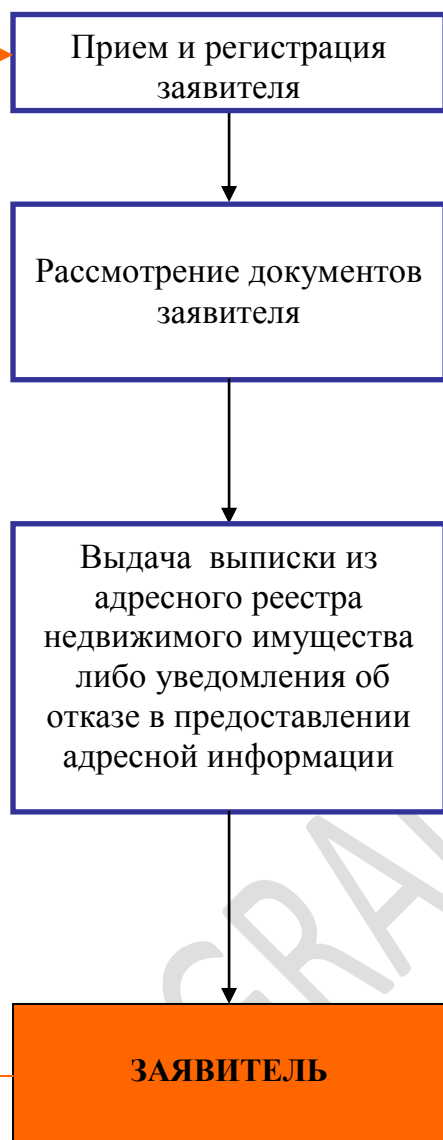 Прием и регистрация
заявителя
Рассмотрение документов
заявителя
Выдача выписки из
адресного реестра
недвижимого имущества
либо уведомления об
отказе в предоставлении
адресной информации
ЗАЯВИТЕЛЬ